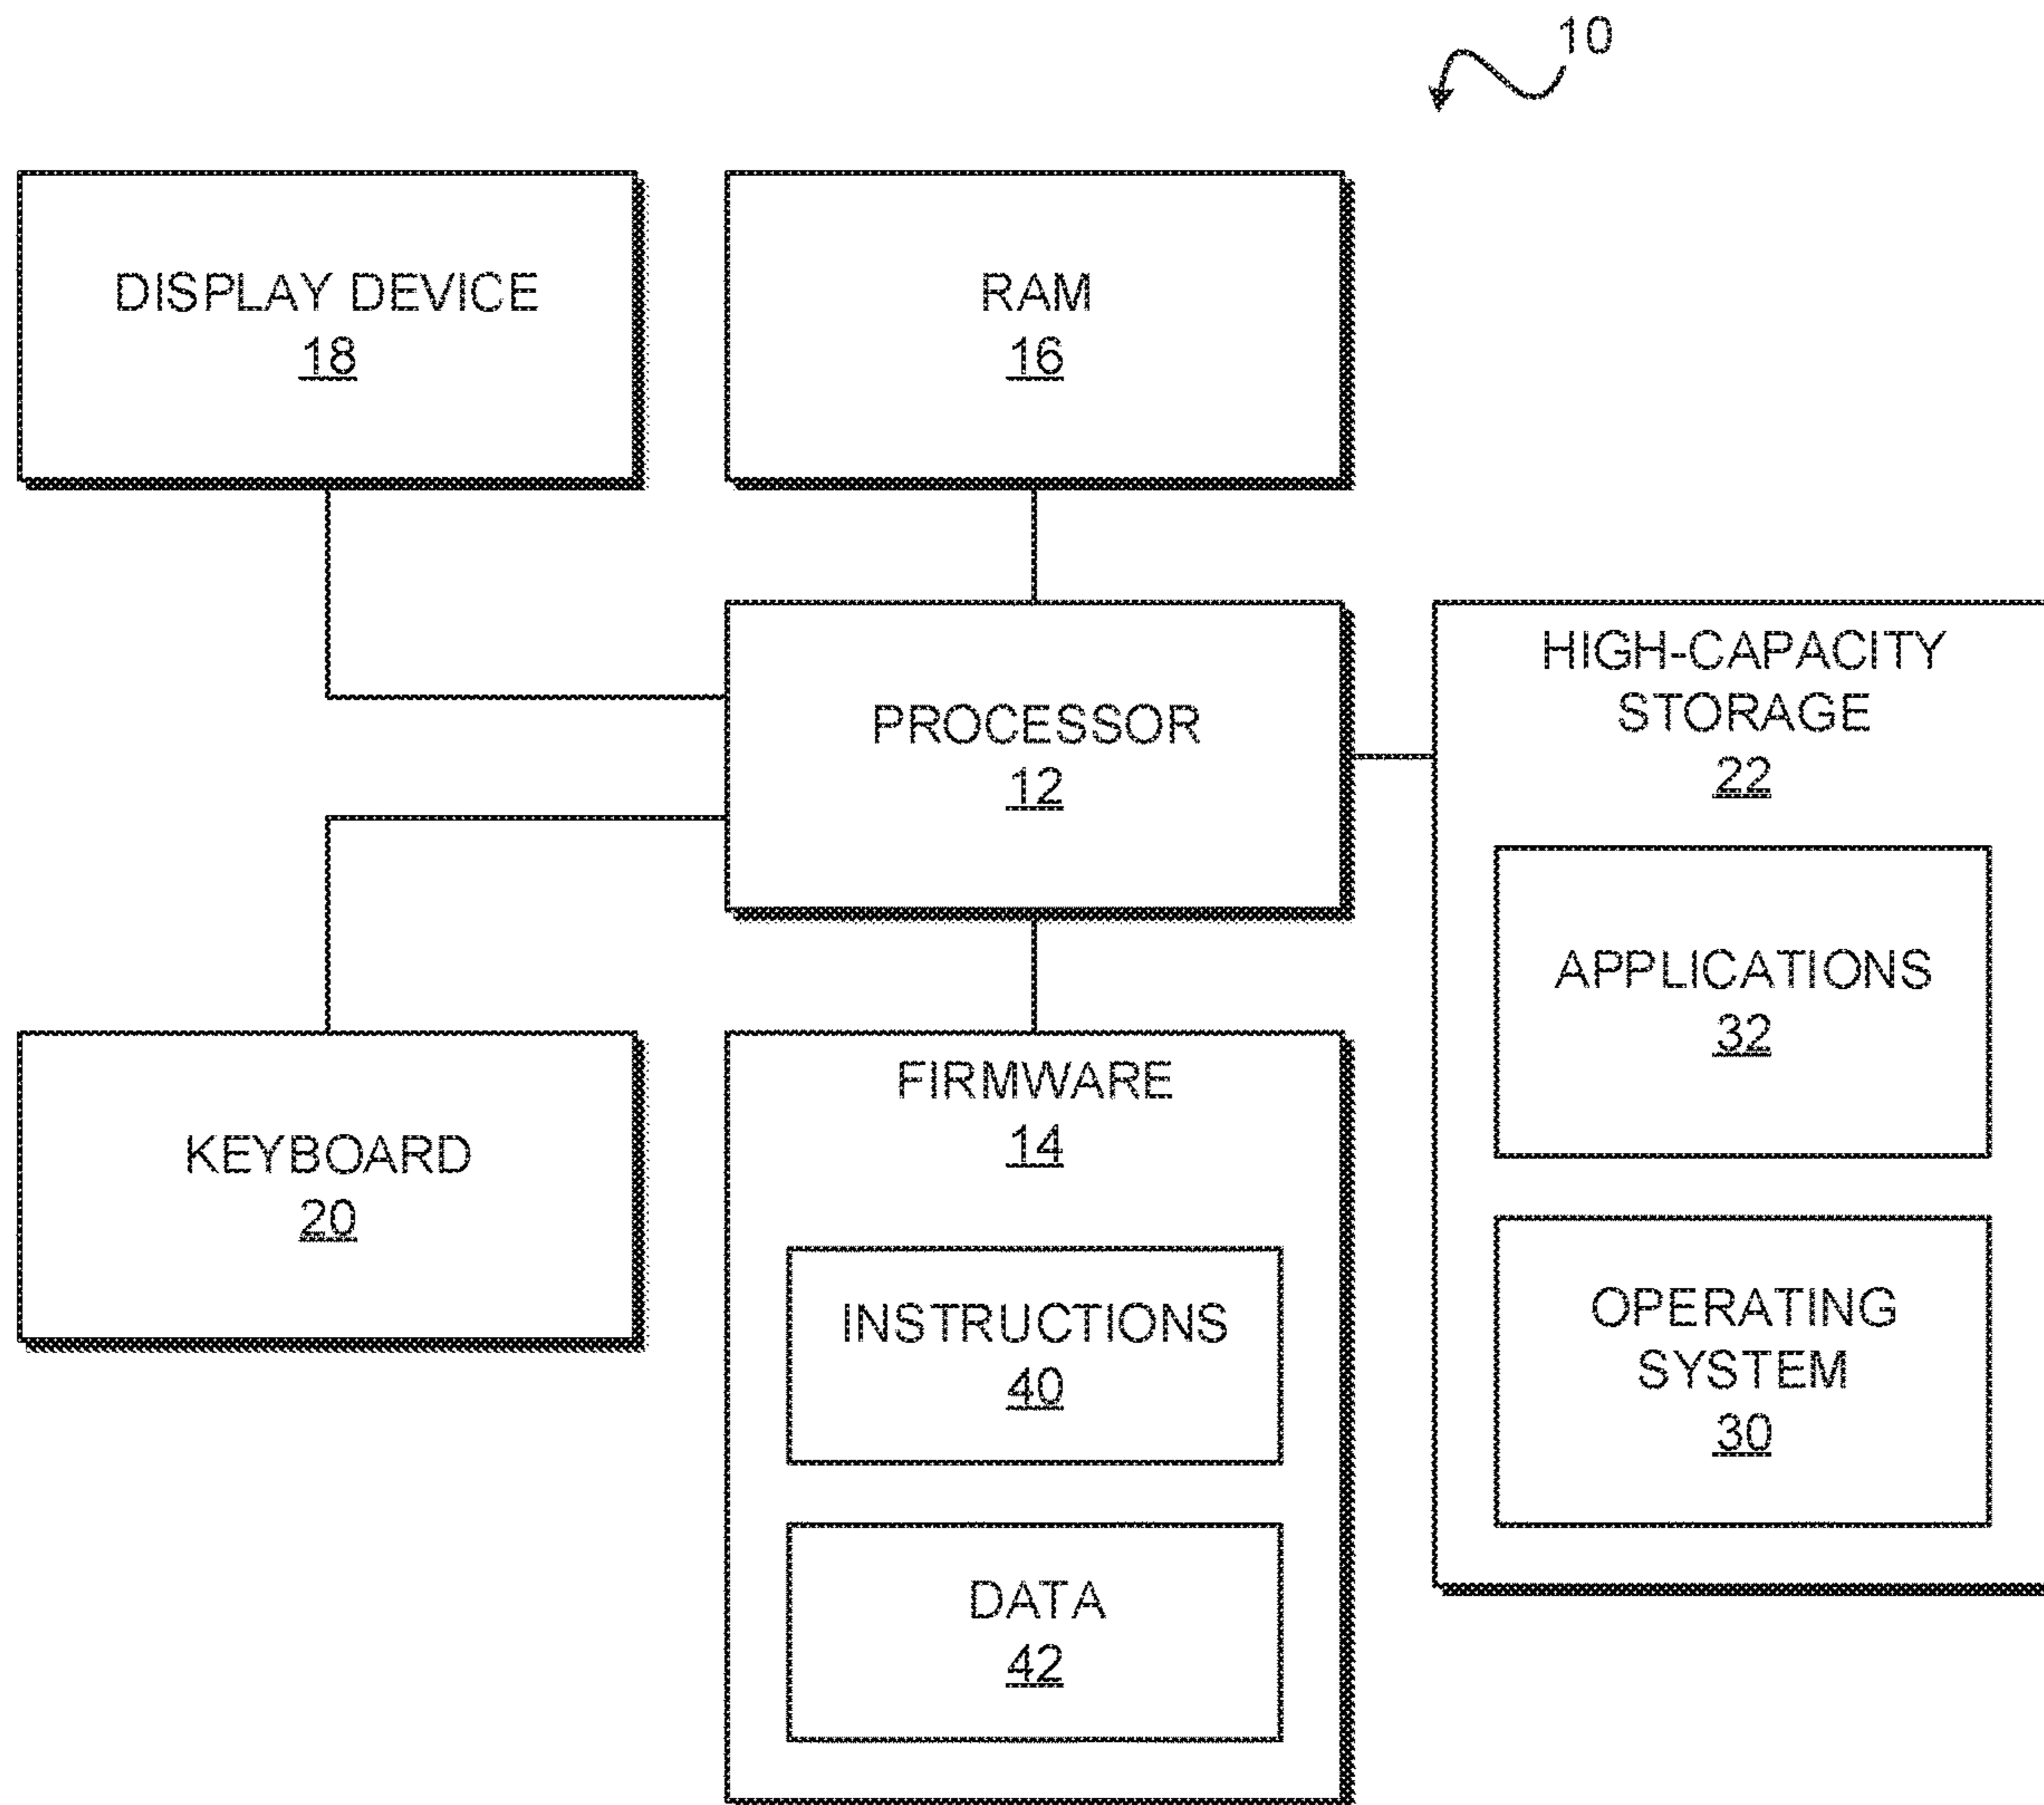 10
DISPLAY DEVICE
18
RAM
16
PROCESSOR
12
HIGH-CAPACITY
STORAGE
22
APPLICATIONS
32
OPERATING
SYSTEM
30
KEYBOARD
20
FIRMWARE
14
INSTRUCTIONS
40
DATA
42